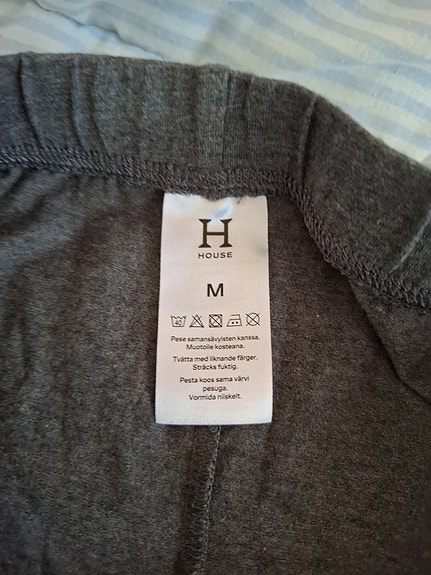 H
HOUSE
M
40
Pese samansävyisten kanssa.
Muotoile kosteana.
Tvätta med liknande färger.
Sträcks fuktig.
Pesta koos sama värvi
pesuga.
Vormida niiskelt.